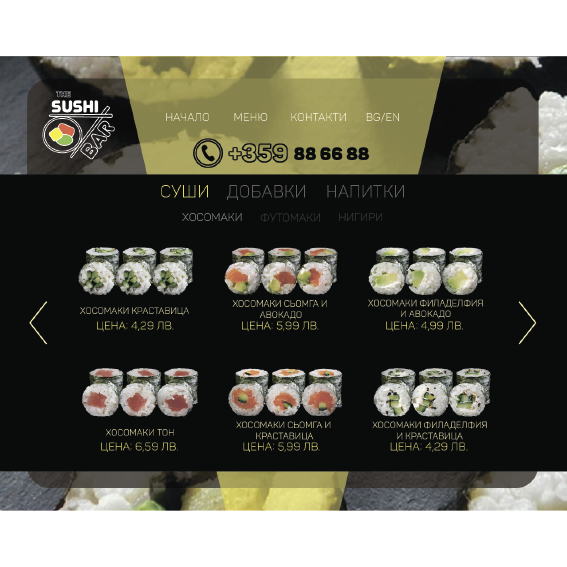 THE
SUSHI
BAR
НАЧАЛО МЕНЮ КОНТАКТИ BG/EN
+359 88 66 88
СУШИ ДОБАВКИ НАПИТКИ
ХОСОМАКИ ФУТОМАКИ НИГИРИ
ХОСОМАКИ КРАСТАВИЦА
ЦЕНА: 4,29 ЛВ.
ХОСОМАКИ СЬОМГА И
АВОКАДО
ЦЕНА: 5,99 ЛВ.
ХОСОМАКИ ФИЛАДЕЛФИЯ
И АВОКАДО
ЦЕНА: 4,99 ЛВ.
ХОСОМАКИ ТОН
ЦЕНА: 6,59 ЛВ.
ХОСОМАКИ СЬОМГА И
КРАСТАВИЦА
ЦЕНА: 5,99 ЛВ.
ХОСОМАКИ ФИЛАДЕЛФИЯ
И КРАСТАВИЦА
ЦЕНА: 4,29 ЛВ.